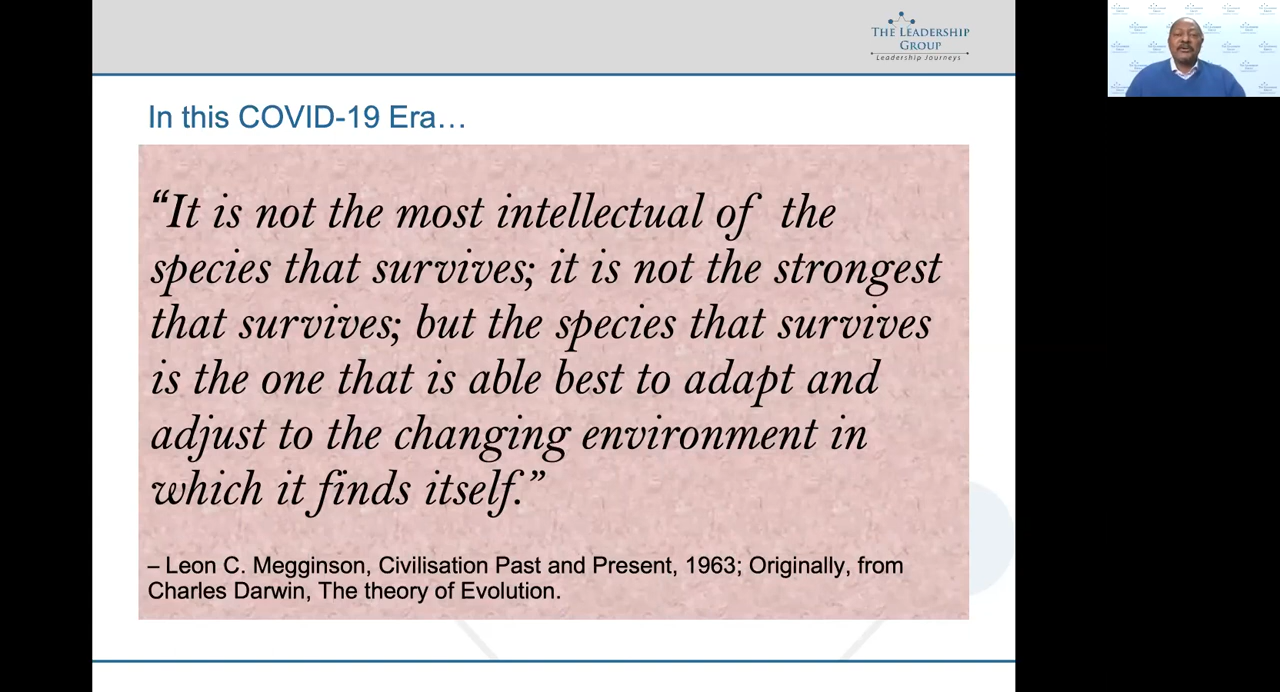 THE LEADERSHIP
GROUP
Leadership Journeys
In this COVID-19 Era…
“It is not the most intellectual of the
species that survives; it is not the strongest
that survives; but the species that survives
is the one that is able best to adapt and
adjust to the changing environment in
which it finds itself.”
– Leon C. Megginson, Civilisation Past and Present, 1963; Originally, from
Charles Darwin, The theory of Evolution.